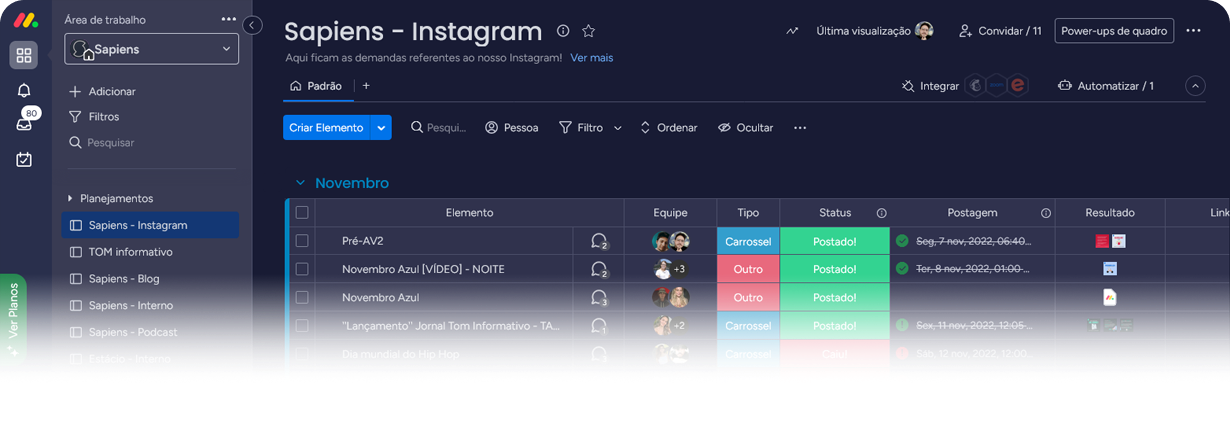 Área de trabalho
Sapiens
Adicionar
Filtros
Pesquisar
80
Planejamentos
Sapiens - Instagram
TOM informativo
Sapiens - Blog
Sapiens - Interno
Sapiens - Podcast
Estácio - Interno
Ver Planos
Sapiens - Instagram
Última visualização
Convidar / 11
Power-ups de quadro
Aqui ficam as demandas referentes ao nosso Instagram! Ver mais
Padrão
Integrar
Automatizar / 1
Criar Elemento
Pesqui...
Pessoa
Filtro
Ordenar
Ocultar
Novembro
Elemento Equipe Tipo Status Postagem Resultado Link
Pré-AV2 2 Carrossel Postado! Seg, 7 nov, 2022, 06:40...
Novembro Azul [VÍDEO] - NOITE 2 +3 Outro Postado! Ter, 8 nov, 2022, 01:00 -...
Novembro Azul 3 Outro Postado!
"Lançamento" Jornal Tom Informativo - TA... 1 +2 Carrossel Postado! Sex, 11 nov, 2022, 12:05 -...
Dia mundial do Hip Hop Carrossel Caiu! Sáb, 12 nov, 2022, 12:00...